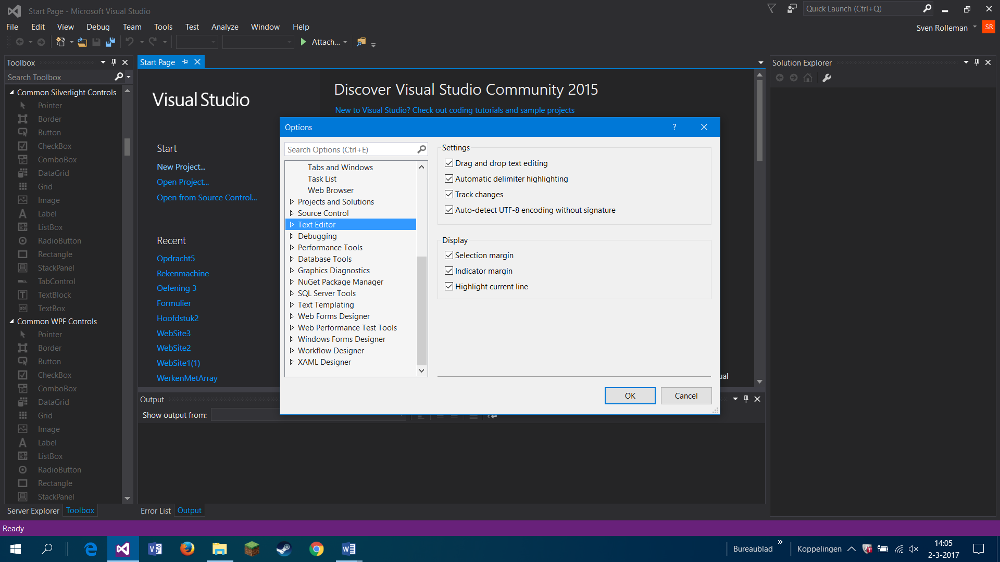 Start Page - Microsoft Visual Studio
Quick Launch (Ctrl+Q)
File Edit View Debug Team Tools Test Analyze Window Help
Sven Rolleman
SR
Attach...
Toolbox
Search Toolbox
Common Silverlight Controls
Pointer
Border
Button
CheckBox
ComboBox
DataGrid
Grid
Image
Label
ListBox
RadioButton
Rectangle
StackPanel
TabControl
TextBlock
TextBox
Common WPF Controls
Pointer
Border
Button
CheckBox
ComboBox
DataGrid
Grid
Image
Label
ListBox
RadioButton
Rectangle
StackPanel
Server Explorer Toolbox
Start Page
Visual Studio
Discover Visual Studio Community 2015
New to Visual Studio? Check out coding tutorials and sample projects
Start
New Project...
Open Project...
Open from Source Control...
Recent
Opdracht5
Rekenmachine
Oefening 3
Formulier
Hoofdstuk2
WebSite3
WebSite2
WebSite1(1)
WerkenMetArray
ual
Options
?
Search Options (Ctrl+E)
Tabs and Windows
Task List
Web Browser
Projects and Solutions
Source Control
Text Editor
Debugging
Performance Tools
Database Tools
Graphics Diagnostics
NuGet Package Manager
SQL Server Tools
Text Templating
Web Forms Designer
Web Performance Test Tools
Windows Forms Designer
Workflow Designer
XAML Designer
Settings
Drag and drop text editing
Automatic delimiter highlighting
Track changes
Auto-detect UTF-8 encoding without signature
Display
Selection margin
Indicator margin
Highlight current line
OK Cancel
Output
Show output from:
Error List Output
Solution Explorer
Ready
Bureaublad
Koppelingen
14:05
2-3-2017